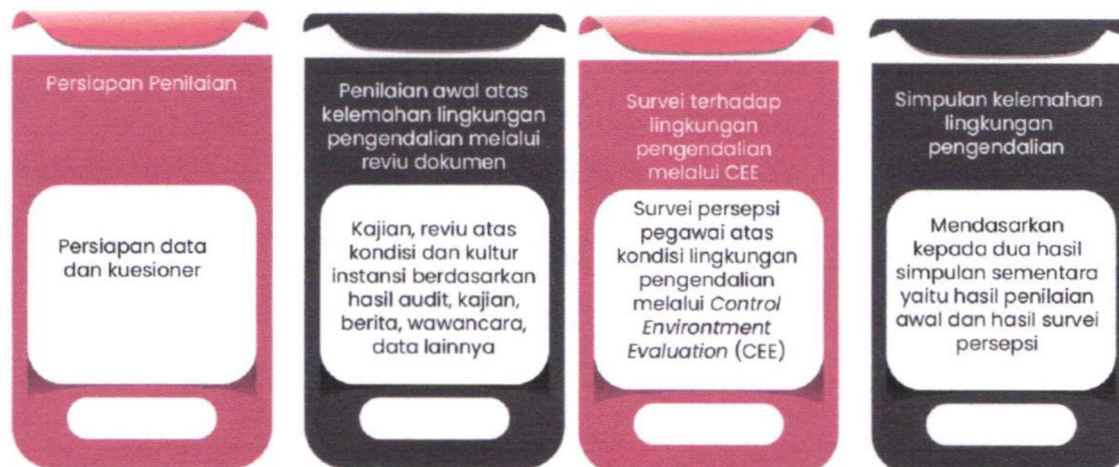 Persiapan Penilaian
Persiapan data
dan kuesioner
Penilaian awal atas
kelemahan lingkungan
pengendalian melalui
reviu dokumen
Kajian, reviu atas
kondisi dan kultur
instansi berdasarkan
hasil audit, kajian,
berita, wawancara,
data lainnya
Survei terhadap
lingkungan
pengendalian
melalui CEE
Survei persepsi
pegawai atas
kondisi lingkungan
pengendalian
melalui Control
Environtment
Evaluation (CEE)
Simpulan kelemahan
lingkungan
pengendalian
Mendasarkan
kepada dua hasil
simpulan sementara
yaitu hasil penilaian
awal dan hasil survei
persepsi